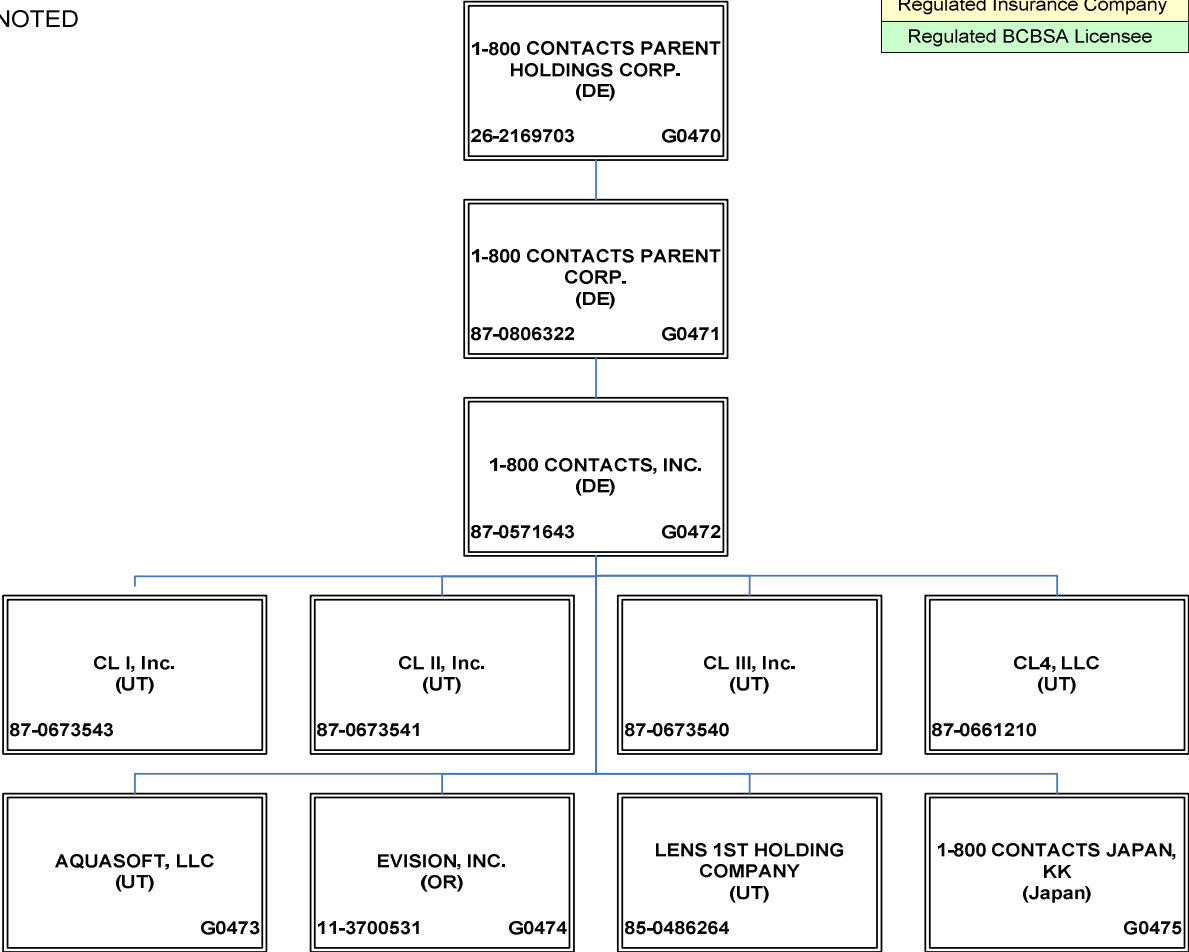 NOTED
Regulated Insurance Company
Regulated BCBSA Licensee
1-800 CONTACTS PARENT
HOLDINGS CORP.
(DE)
26-2169703 G0470
1-800 CONTACTS PARENT
CORP.
(DE)
87-0806322 G0471
1-800 CONTACTS, INC.
(DE)
87-0571643 G0472
CL I, Inc.
(UT)
87-0673543
CL II, Inc.
(UT)
87-0673541
CL III, Inc.
(UT)
87-0673540
CL4, LLC
(UT)
87-0661210
AQUASOFT, LLC
(UT)
G0473
EVISION, INC.
(OR)
11-3700531 G0474
LENS 1ST HOLDING
COMPANY
(UT)
85-0486264
1-800 CONTACTS JAPAN,
KK
(Japan)
G0475